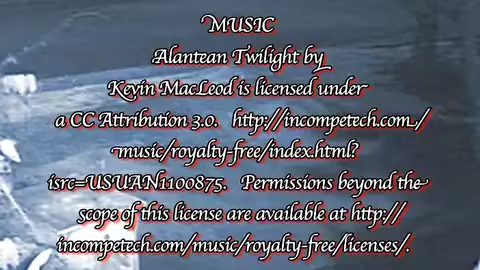 MUSIC
Alantean Twilight by
Kevin MacLeod is licensed under
a CC Attribution 3.0. http://incompetech.com/
music/royalty-free/index.html?
isrc=USUAN1100875. Permissions beyond the
scope of this license are available at http://
incompetech.com/music/royalty-free/licenses/.